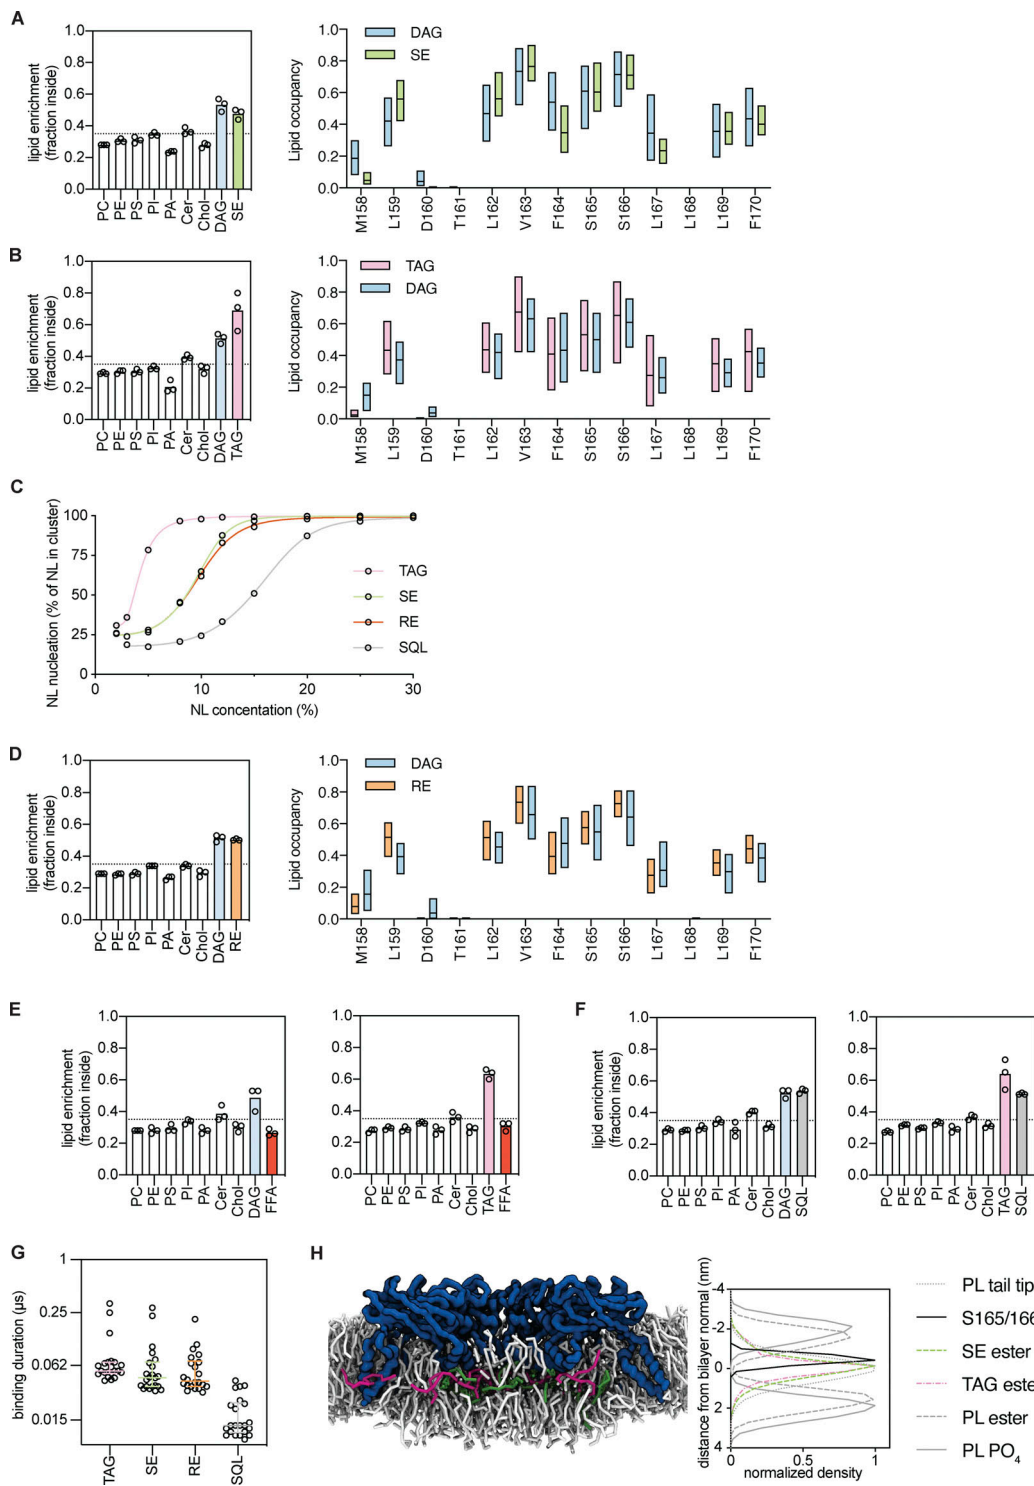 A
lipid enrichment
(fraction inside)
1.0
0.8
0.6
0.4
0.2
0.0
PC
PE
PS
PI
PA
Cer
Chol
DAG
SE
Lipid occupancy
1.0
0.8
0.6
0.4
0.2
0.0
DAG
SE
M158
L159
D160
T161
L162
V163
F164
S165
S166
L167
L168
L169
F170
B
lipid enrichment
(fraction inside)
1.0
0.8
0.6
0.4
0.2
0.0
PC
PE
PS
PI
PA
Cer
Chol
DAG
TAG
Lipid occupancy
1.0
0.8
0.6
0.4
0.2
0.0
TAG
DAG
M158
L159
D160
T161
L162
V163
F164
S165
S166
L167
L168
L169
F170
C
NL nucleation (% of NL in cluster)
100
75
50
25
0
0
10
20
30
NL concentation (%)
TAG
SE
RE
SQL
D
lipid enrichment
(fraction inside)
1.0
0.8
0.6
0.4
0.2
0.0
PC
PE
PS
PI
PA
Cer
Chol
DAG
RE
Lipid occupancy
1.0
0.8
0.6
0.4
0.2
0.0
DAG
RE
M158
L159
D160
T161
L162
V163
F164
S165
S166
L167
L168
L169
F170
E
lipid enrichment
(fraction inside)
1.0
0.8
0.6
0.4
0.2
0.0
PC
PE
PS
PI
PA
Cer
Chol
DAG
FFA
1.0
0.8
0.6
0.4
0.2
0.0
PC
PE
PS
PI
PA
Cer
Chol
TAG
FFA
F
lipid enrichment
(fraction inside)
1.0
0.8
0.6
0.4
0.2
0.0
PC
PE
PS
PI
PA
Cer
Chol
DAG
SQL
1.0
0.8
0.6
0.4
0.2
0.0
PC
PE
PS
PI
PA
Cer
Chol
TAG
SQL
G
binding duration (µs)
1
0.25
0.062
0.015
TAG
SE
RE
SQL
H
distance from bilayer normal (nm)
-4
-2
0
2
4
0
0.5
1
normalized density
PL tail tip
S165/166
SE ester
TAG este
PL ester
PL PO4